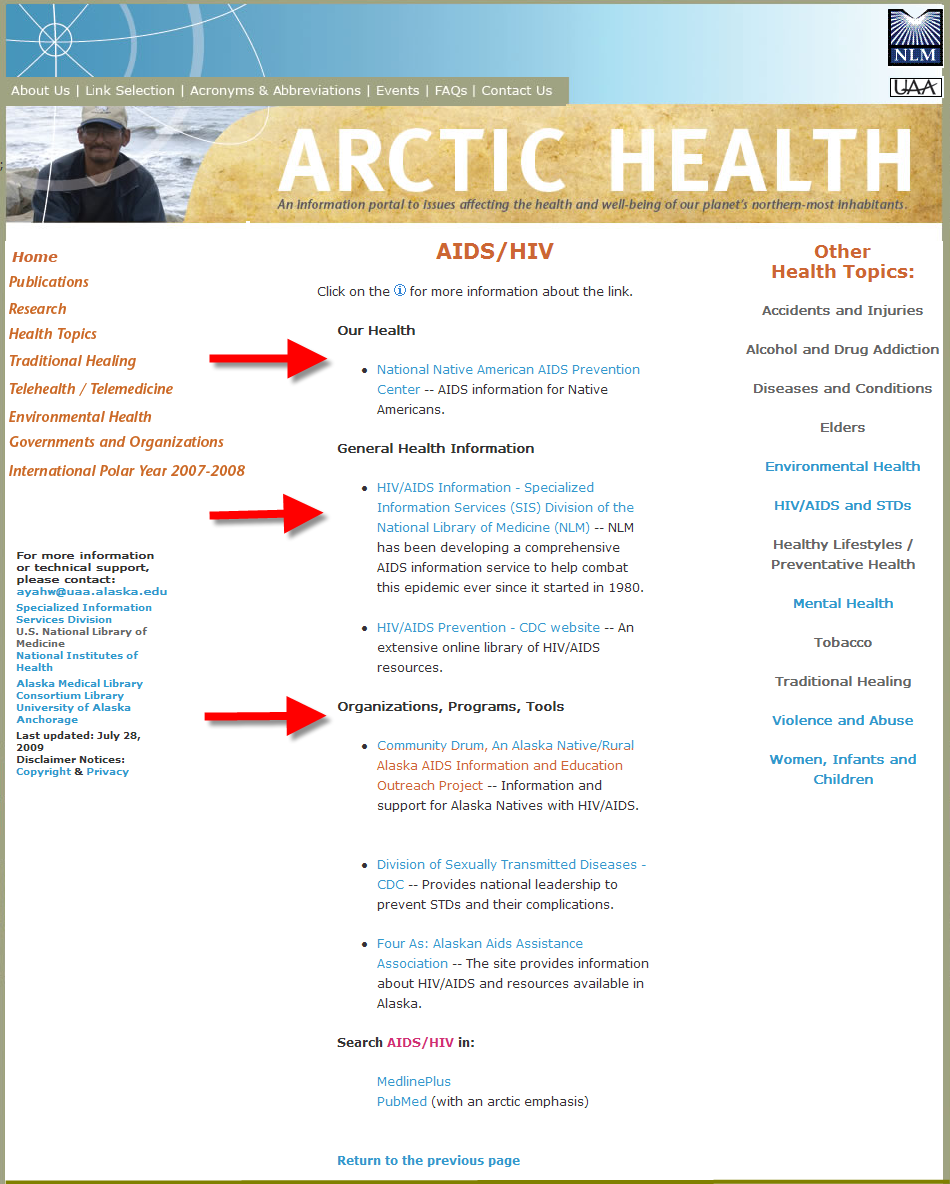 NLM
About Us | Link Selection | Acronyms & Abbreviations | Events | FAQs | Contact Us
UAA
ARCTIC HEALTH
An information portal to issues affecting the health and well-being of our planet's northern-most inhabitants.
;
Home
Publications
Research
Health Topics
Traditional Healing
Telehealth / Telemedicine
Environmental Health
Governments and Organizations
International Polar Year 2007-2008
For more information
or technical support,
please contact:
ayahw@uaa.alaska.edu
Specialized Information
Services Division
U.S. National Library of
Medicine
National Institutes of
Health
Alaska Medical Library
Consortium Library
University of Alaska
Anchorage
Last updated: July 28,
2009
Disclaimer Notices:
Copyright & Privacy
AIDS/HIV
Click on the ⓘ for more information about the link.
Our Health
• National Native American AIDS Prevention
Center -- AIDS information for Native
Americans.
General Health Information
• HIV/AIDS Information - Specialized
Information Services (SIS) Division of the
National Library of Medicine (NLM) -- NLM
has been developing a comprehensive
AIDS information service to help combat
this epidemic ever since it started in 1980.
• HIV/AIDS Prevention - CDC website -- An
extensive online library of HIV/AIDS
resources.
Organizations, Programs, Tools
• Community Drum, An Alaska Native/Rural
Alaska AIDS Information and Education
Outreach Project -- Information and
support for Alaska Natives with HIV/AIDS.
• Division of Sexually Transmitted Diseases -
CDC -- Provides national leadership to
prevent STDs and their complications.
• Four As: Alaskan Aids Assistance
Association -- The site provides information
about HIV/AIDS and resources available in
Alaska.
Search AIDS/HIV in:
MedlinePlus
PubMed (with an arctic emphasis)
Return to the previous page
Other
Health Topics:
Accidents and Injuries
Alcohol and Drug Addiction
Diseases and Conditions
Elders
Environmental Health
HIV/AIDS and STDs
Healthy Lifestyles /
Preventative Health
Mental Health
Tobacco
Traditional Healing
Violence and Abuse
Women, Infants and
Children